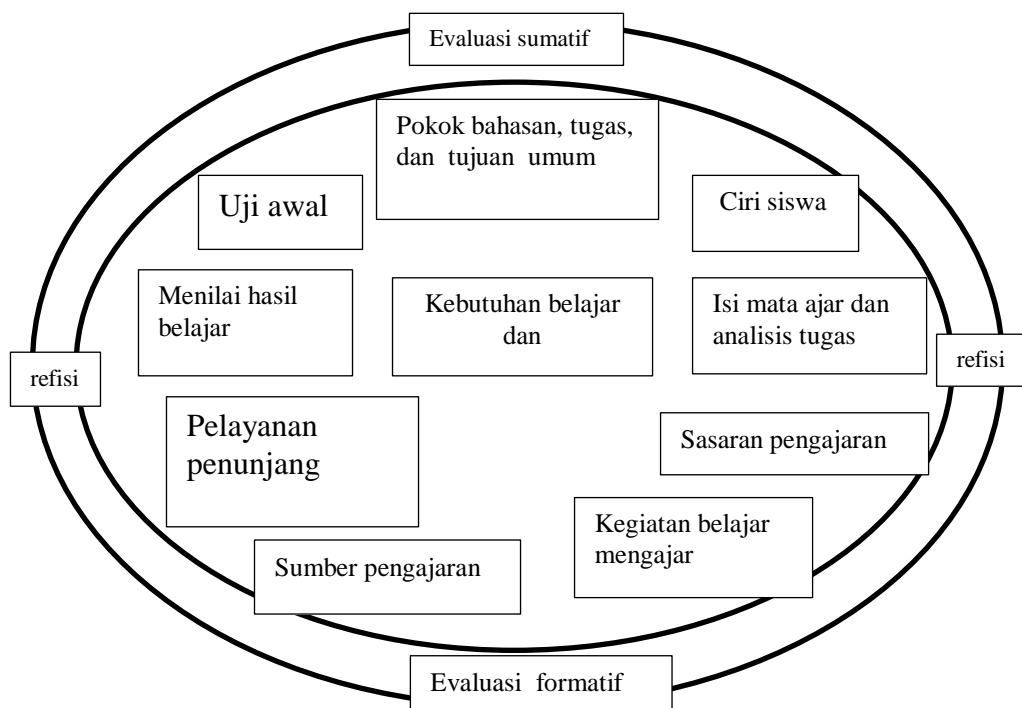 Evaluasi sumatif
Pokok bahasan, tugas,
dan tujuan umum
Uji awal
Ciri siswa
Menilai hasil
belajar
Kebutuhan belajar
dan
Isi mata ajar dan
analisis tugas
refisi
refisi
Pelayanan
penunjang
Sasaran pengajaran
Kegiatan belajar
mengajar
Sumber pengajaran
Evaluasi formatif